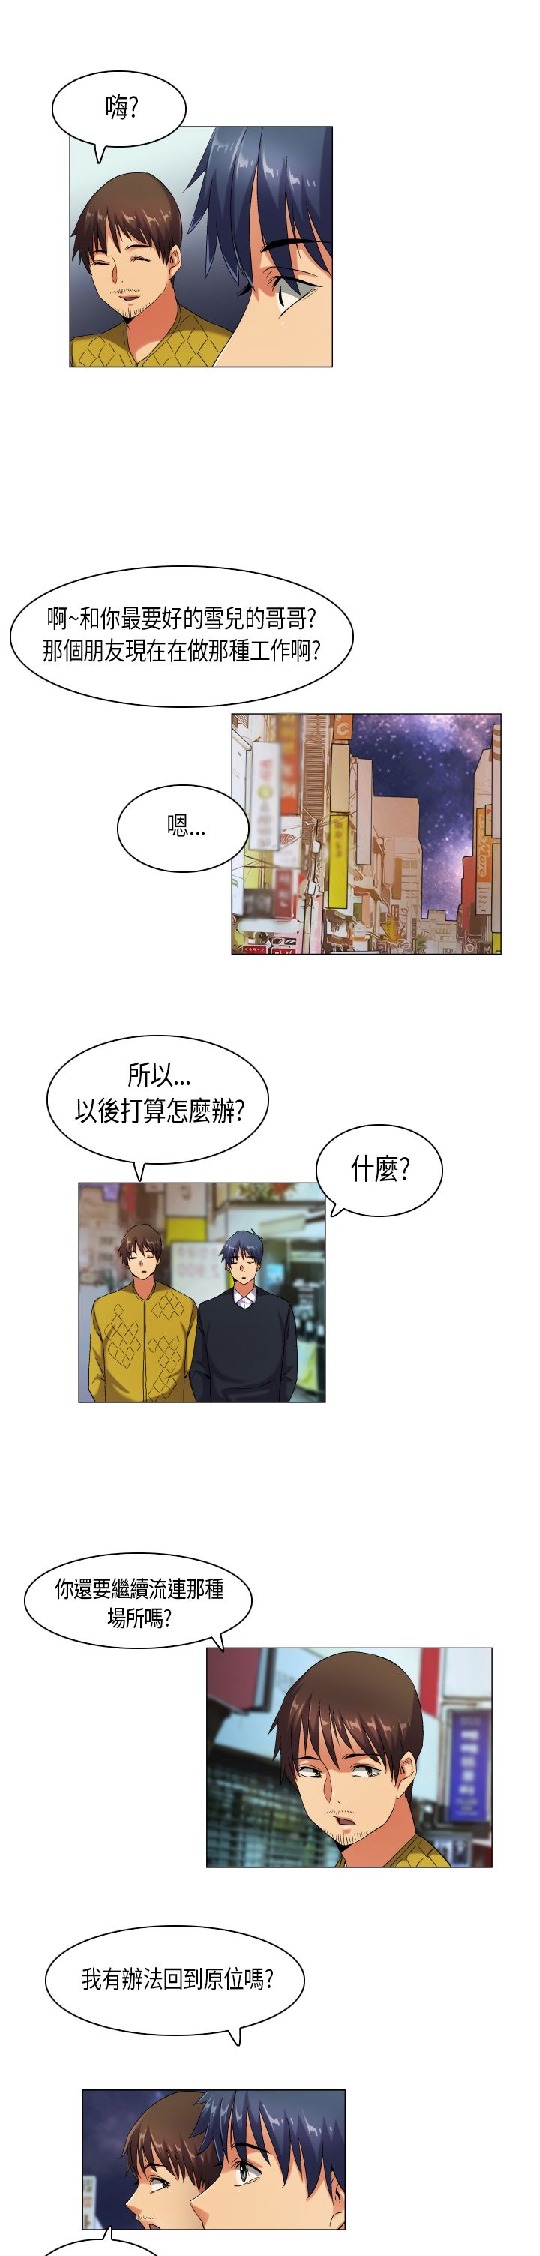 嗨?
啊~和你最要好的雪兒的哥哥?
那個朋友現在在做那種工作啊?
嗯...
所以...
以後打算怎麼辦?
什麼?
你還要繼續流連那種
場所嗎?
我有辦法回到原位嗎?